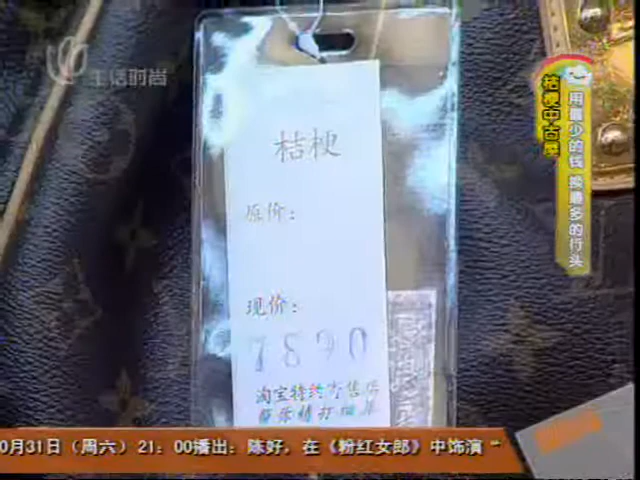 生活时尚
桔梗
原价：
现价：
7890
桔梗中古屋
用最少的钱 换最多的行头
0月31日（周六）21：00播出：陈好，在《粉红女郎》中饰演“